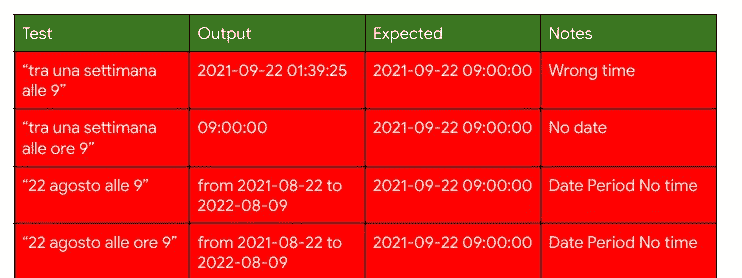 Test Output Expected Notes
“tra una settimana alle 9” 2021-09-22 01:39:25 2021-09-22 09:00:00 Wrong time
“tra una settimana alle ore 9” 09:00:00 2021-09-22 09:00:00 No date
“22 agosto alle 9” from 2021-08-22 to 2022-08-09 2021-09-22 09:00:00 Date Period No time
“22 agosto alle ore 9” from 2021-08-22 to 2022-08-09 2021-09-22 09:00:00 Date Period No time